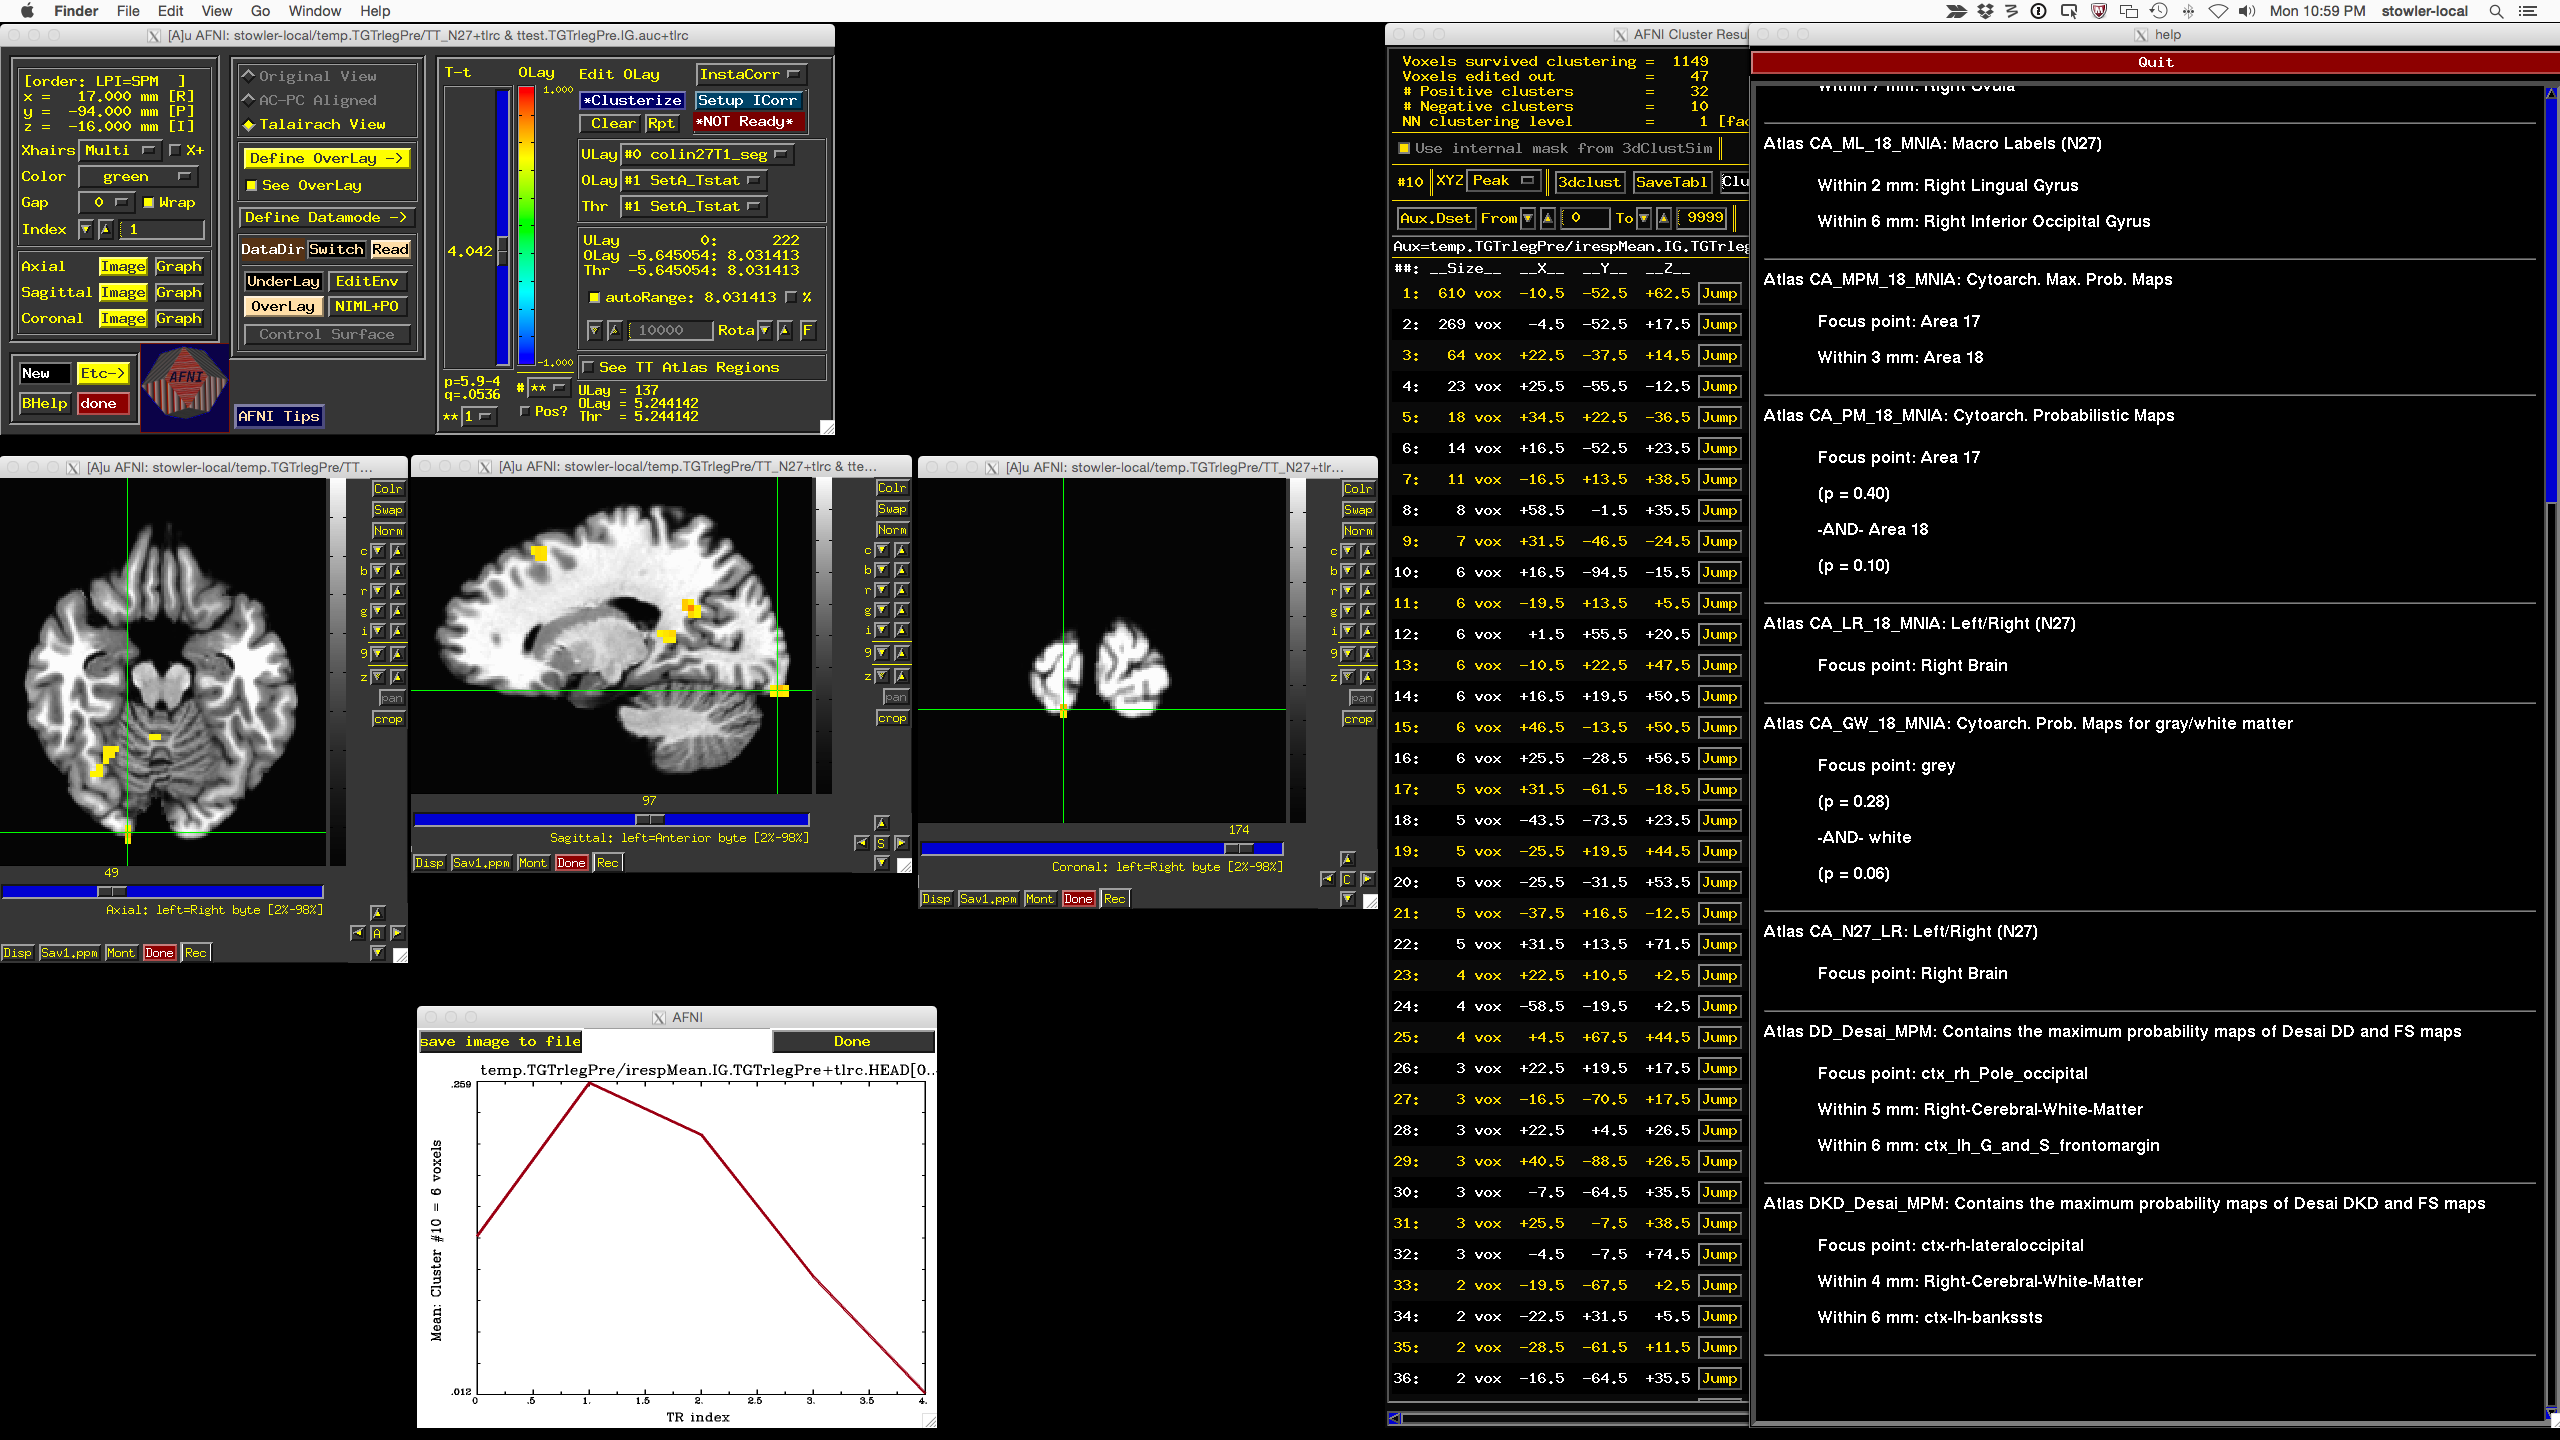 Finder File Edit View Go Window Help
Mon 10:59 PM stowler-local
[A]u AFNI: stowler-local/temp.TGTrlegPre/TT_N27+tlrc & ttest.TGTrlegPre.IG.auc+tlrc
[order: LPI=SPM ]
x = 17.000 mm [R]
y = -94.000 mm [P]
z = -16.000 mm [I]
Xhairs Multi X+
Color green
Gap 0 Wrap
Index 1
Axial Image Graph
Sagittal Image Graph
Coronal Image Graph
New Etc->
BHelp done
AFNI
Original View
AC-PC Aligned
Talairach View
Define OverLay ->
See OverLay
Define Datamode ->
DataDir Switch Read
UnderLay EditEnv
OverLay NIML+PO
Control Surface
AFNI Tips
T-t
4.042
p=5.9-4
q=.0536
** 1
OLay
1.000
-1.000
# **
Pos?
Edit OLay InstaCorr
*Clusterize Setup ICorr
Clear Rpt *NOT Ready*
ULay #0 colin27T1_seg
OLay #1 SetA_Tstat
Thr #1 SetA_Tstat
ULay 0: 222
OLay -5.645054: 8.031413
Thr -5.645054: 8.031413
autoRange: 8.031413 %
10000 Rota F
See TT Atlas Regions
ULay = 137
OLay = 5.244142
Thr = 5.244142
[A]u AFNI: stowler-local/temp.TGTrlegPre/TT...
Colr
Swap
Norm
c
b
r
g
i
9
z
pan
crop
49
Axial: left=Right byte [2%-98%]
A
Disp Sav1.ppm Mont Done Rec
[A]u AFNI: stowler-local/temp.TGTrlegPre/TT_N27+tlrc & tte...
Colr
Swap
Norm
c
b
r
g
i
9
z
pan
crop
97
Sagittal: left=Anterior byte [2%-98%]
S
Disp Sav1.ppm Mont Done Rec
[A]u AFNI: stowler-local/temp.TGTrlegPre/TT_N27+tlr...
Colr
Swap
Norm
c
b
r
g
i
9
z
pan
crop
174
Coronal: left=Right byte [2%-98%]
C
Disp Sav1.ppm Mont Done Rec
AFNI
save image to file Done
temp.TGTrlegPre/irespMean.IG.TGTrlegPre+tlrc.HEAD[0..
.259
Mean: Cluster #10 = 6 voxels
.012
0 .5 1. 1.5 2. 2.5 3. 3.5 4.
TR index
AFNI Cluster Resu
Voxels survived clustering = 1149
Voxels edited out = 47
# Positive clusters = 32
# Negative clusters = 10
NN clustering level = 1 [fac
Use internal mask from 3dClustSim
#10 XYZ Peak 3dclust SaveTabl Clu
Aux.Dset From 0 To 9999
Aux=temp.TGTrlegPre/irespMean.IG.TGTrleg
##: __Size__ __X__ __Y__ __Z__
1: 610 vox -10.5 -52.5 +62.5 Jump
2: 269 vox -4.5 -52.5 +17.5 Jump
3: 64 vox +22.5 -37.5 +14.5 Jump
4: 23 vox +25.5 -55.5 -12.5 Jump
5: 18 vox +34.5 +22.5 -36.5 Jump
6: 14 vox +16.5 -52.5 +23.5 Jump
7: 11 vox -16.5 +13.5 +38.5 Jump
8: 8 vox +58.5 -1.5 +35.5 Jump
9: 7 vox +31.5 -46.5 -24.5 Jump
10: 6 vox +16.5 -94.5 -15.5 Jump
11: 6 vox -19.5 +13.5 +5.5 Jump
12: 6 vox +1.5 +55.5 +20.5 Jump
13: 6 vox -10.5 +22.5 +47.5 Jump
14: 6 vox +16.5 +19.5 +50.5 Jump
15: 6 vox +46.5 -13.5 +50.5 Jump
16: 6 vox +25.5 -28.5 +56.5 Jump
17: 5 vox +31.5 -61.5 -18.5 Jump
18: 5 vox -43.5 -73.5 +23.5 Jump
19: 5 vox -25.5 +19.5 +44.5 Jump
20: 5 vox -25.5 -31.5 +53.5 Jump
21: 5 vox -37.5 +16.5 -12.5 Jump
22: 5 vox +31.5 +13.5 +71.5 Jump
23: 4 vox +22.5 +10.5 +2.5 Jump
24: 4 vox -58.5 -19.5 +2.5 Jump
25: 4 vox +4.5 +67.5 +44.5 Jump
26: 3 vox +22.5 +19.5 +17.5 Jump
27: 3 vox -16.5 -70.5 +17.5 Jump
28: 3 vox +22.5 +4.5 +26.5 Jump
29: 3 vox +40.5 -88.5 +26.5 Jump
30: 3 vox -7.5 -64.5 +35.5 Jump
31: 3 vox +25.5 -7.5 +38.5 Jump
32: 3 vox -4.5 -7.5 +74.5 Jump
33: 2 vox -19.5 -67.5 +2.5 Jump
34: 2 vox -22.5 +31.5 +5.5 Jump
35: 2 vox -28.5 -61.5 +11.5 Jump
36: 2 vox -16.5 -64.5 +35.5 Jump
help
Quit
Within 7 mm: Right Uvula
Atlas CA_ML_18_MNIA: Macro Labels (N27)
Within 2 mm: Right Lingual Gyrus
Within 6 mm: Right Inferior Occipital Gyrus
Atlas CA_MPM_18_MNIA: Cytoarch. Max. Prob. Maps
Focus point: Area 17
Within 3 mm: Area 18
Atlas CA_PM_18_MNIA: Cytoarch. Probabilistic Maps
Focus point: Area 17
(p = 0.40)
-AND- Area 18
(p = 0.10)
Atlas CA_LR_18_MNIA: Left/Right (N27)
Focus point: Right Brain
Atlas CA_GW_18_MNIA: Cytoarch. Prob. Maps for gray/white matter
Focus point: grey
(p = 0.28)
-AND- white
(p = 0.06)
Atlas CA_N27_LR: Left/Right (N27)
Focus point: Right Brain
Atlas DD_Desai_MPM: Contains the maximum probability maps of Desai DD and FS maps
Focus point: ctx_rh_Pole_occipital
Within 5 mm: Right-Cerebral-White-Matter
Within 6 mm: ctx_lh_G_and_S_frontomargin
Atlas DKD_Desai_MPM: Contains the maximum probability maps of Desai DKD and FS maps
Focus point: ctx-rh-lateraloccipital
Within 4 mm: Right-Cerebral-White-Matter
Within 6 mm: ctx-lh-bankssts